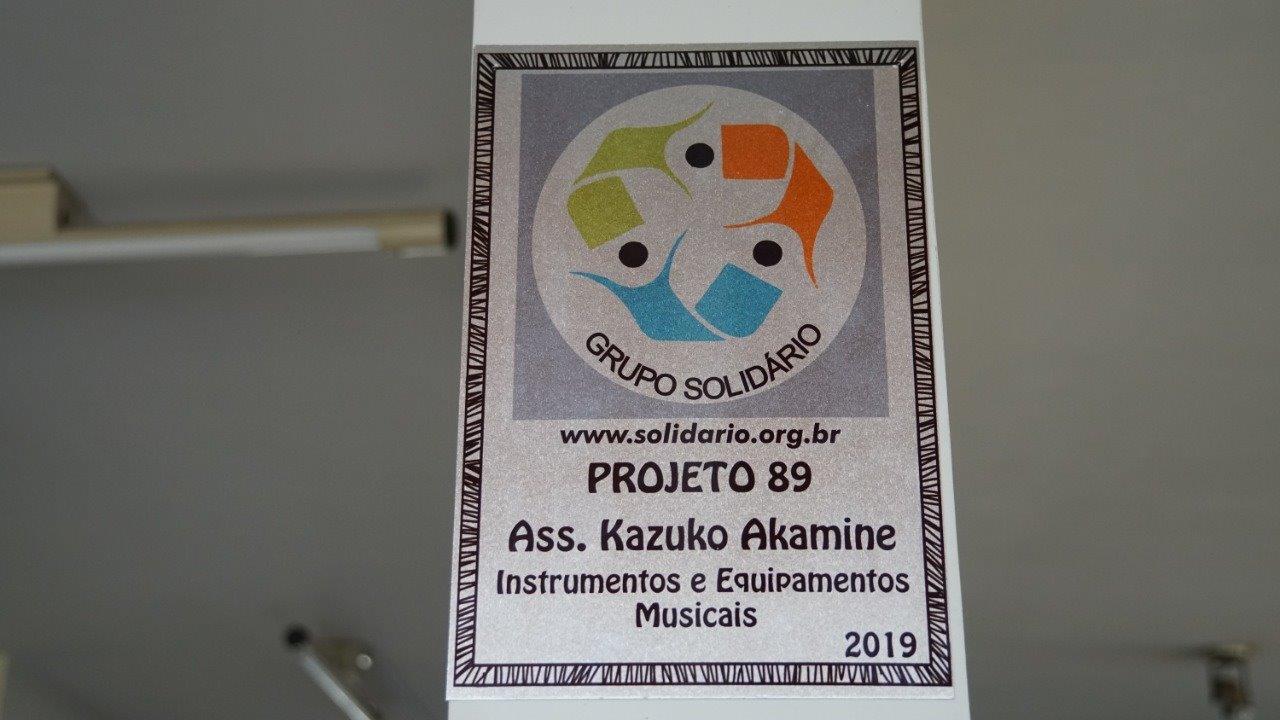 GRUPO SOLIDÁRIO
www.solidario.org.br
PROJETO 89
Ass. Kazuko Akamine
Instrumentos e Equipamentos
Musicais
2019